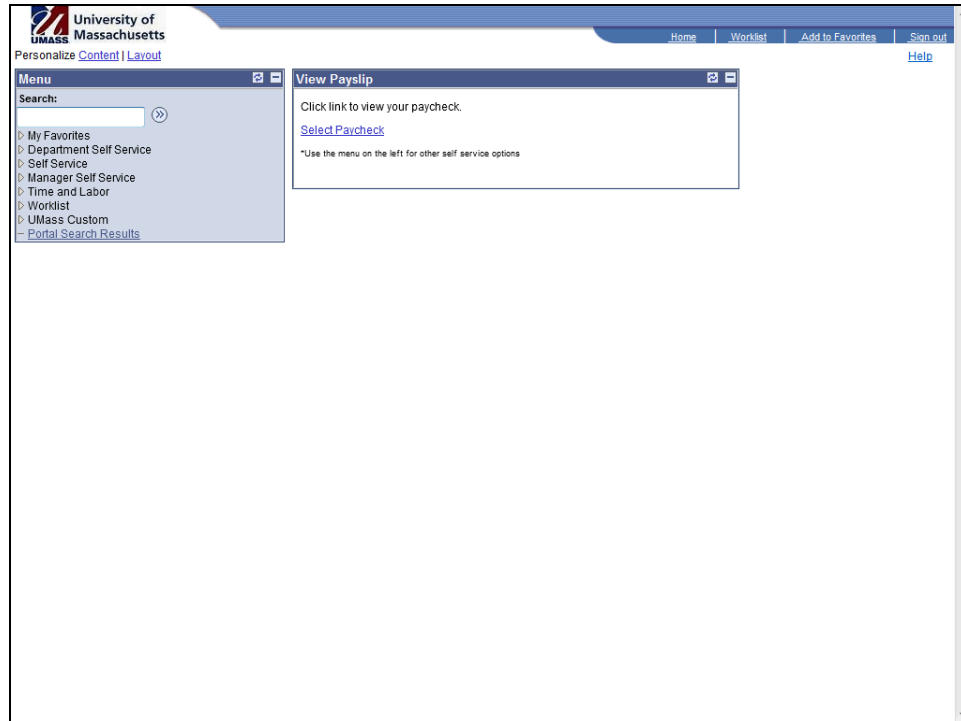 University of
Massachusetts
UMASS
Home | Worklist | Add to Favorites | Sign out
Personalize Content | Layout
Help
Menu
Search:
My Favorites
Department Self Service
Self Service
Manager Self Service
Time and Labor
Worklist
UMass Custom
Portal Search Results
View Payslip
Click link to view your paycheck.
Select Paycheck
*Use the menu on the left for other self service options